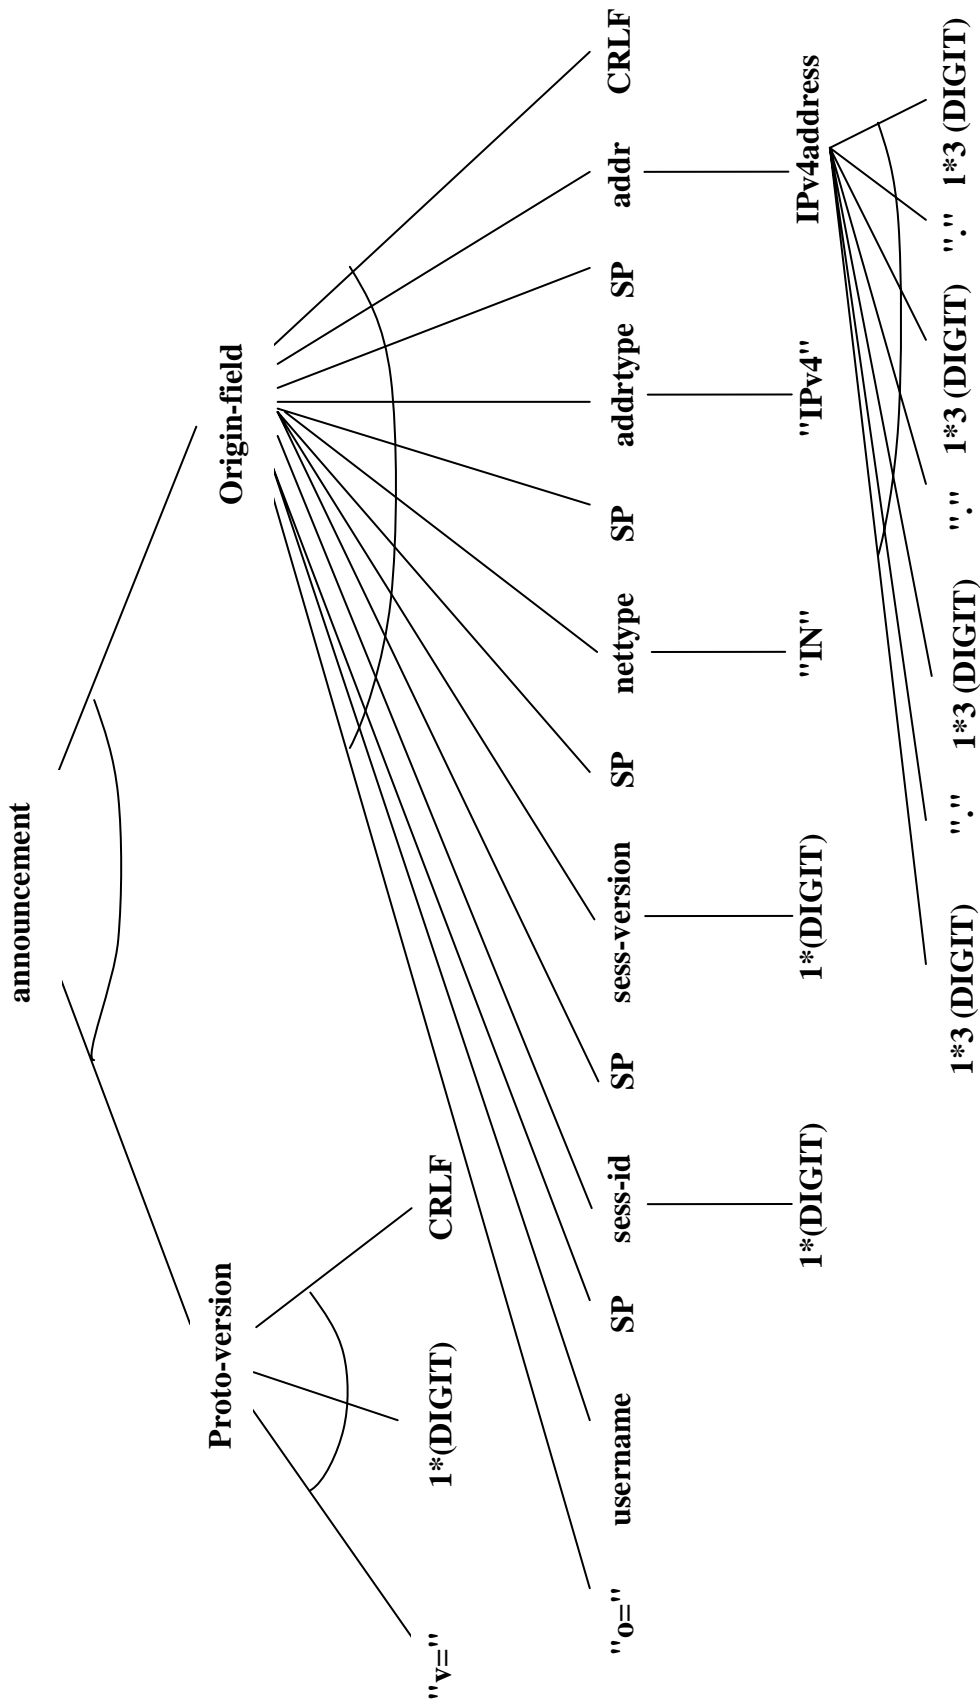 announcement
Proto-version Origin-field
"v=" 1*(DIGIT) CRLF
"o=" username SP sess-id SP sess-version SP nettype SP addrtype SP addr CRLF
1*(DIGIT) 1*(DIGIT) "IN" "IPv4" IPv4address
1*3 (DIGIT) "." 1*3 (DIGIT) "." 1*3 (DIGIT) "." 1*3 (DIGIT)